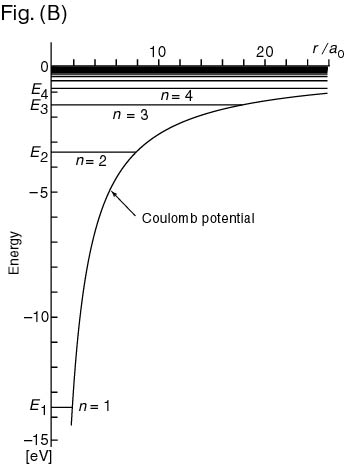 Fig. (B)
10 20 r/a₀
0
E₄ n = 4
E₃ n = 3
E₂ n = 2
−5
Coulomb potential
Energy
−10
E₁ n = 1
−15
[eV]